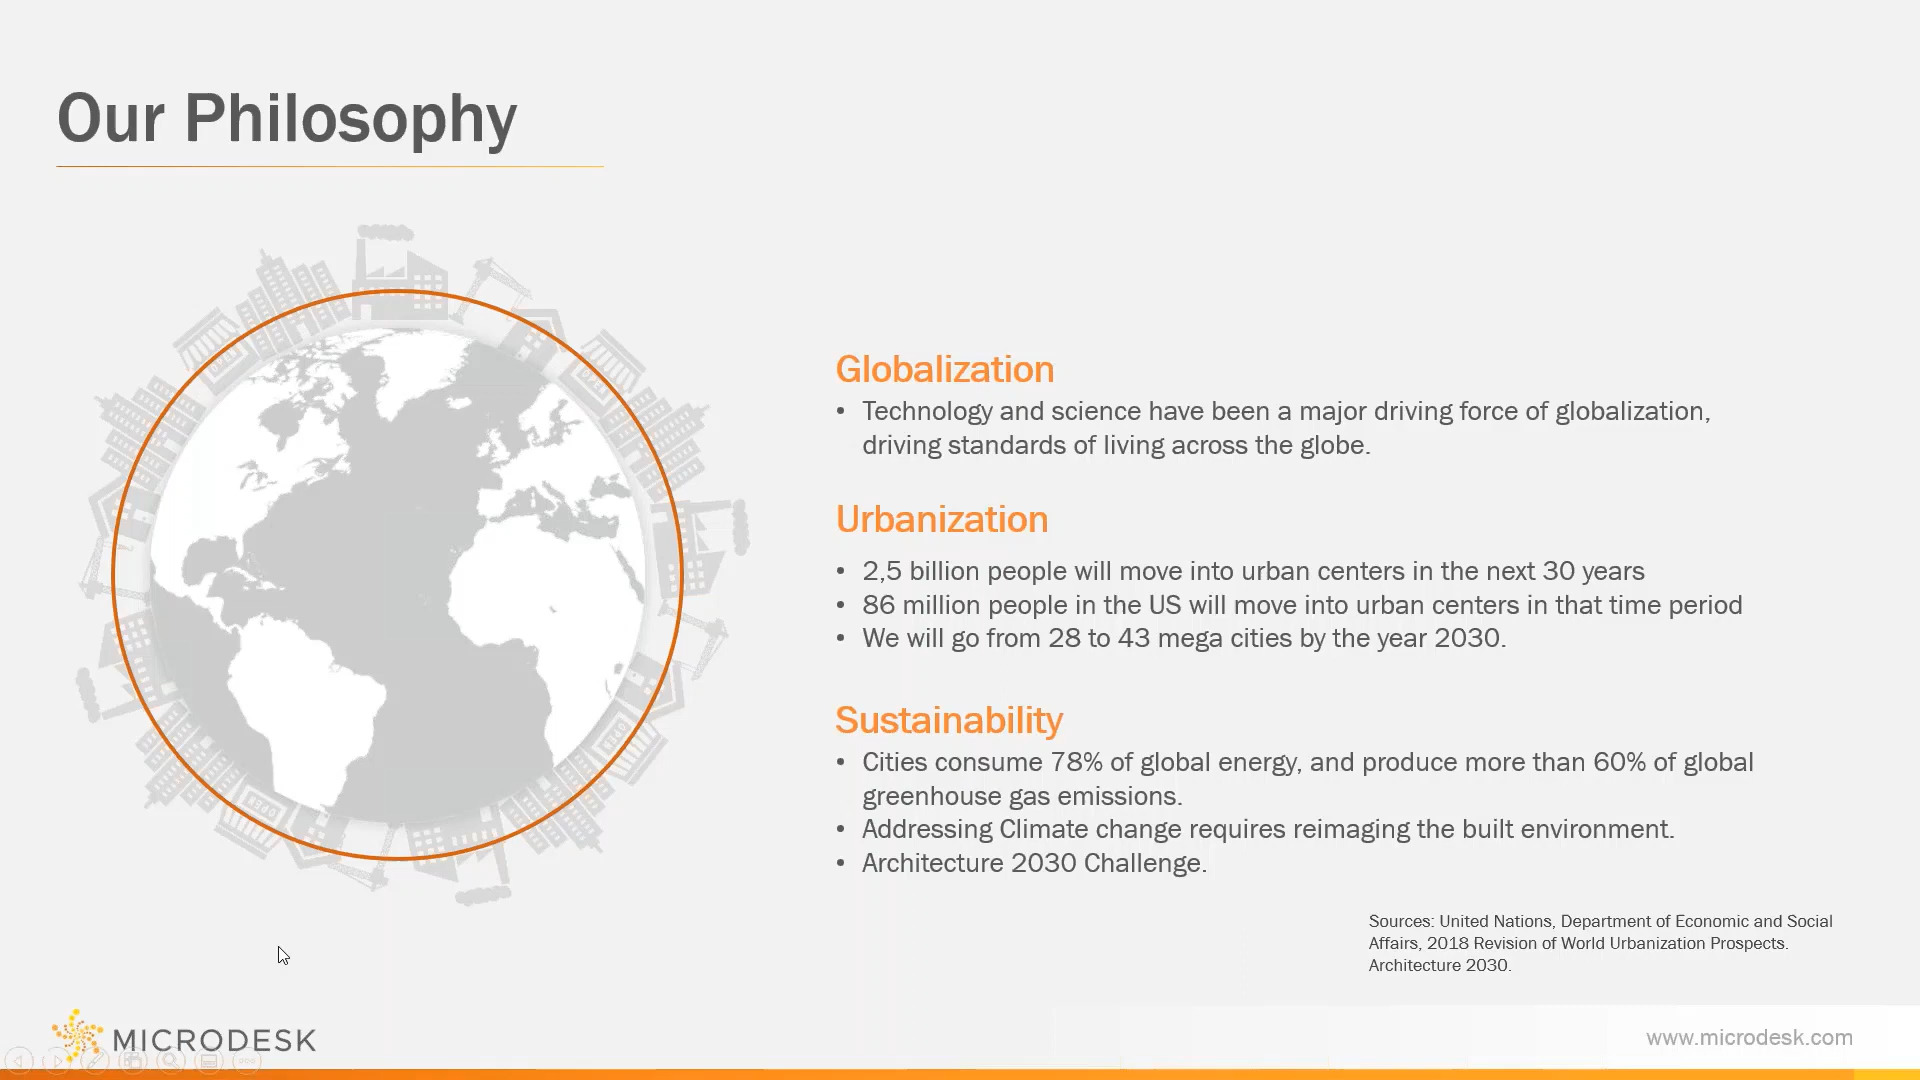 Our Philosophy
Globalization
• Technology and science have been a major driving force of globalization,
driving standards of living across the globe.
Urbanization
• 2,5 billion people will move into urban centers in the next 30 years
• 86 million people in the US will move into urban centers in that time period
• We will go from 28 to 43 mega cities by the year 2030.
Sustainability
• Cities consume 78% of global energy, and produce more than 60% of global
greenhouse gas emissions.
• Addressing Climate change requires reimaging the built environment.
• Architecture 2030 Challenge.
Sources: United Nations, Department of Economic and Social
Affairs, 2018 Revision of World Urbanization Prospects.
Architecture 2030.
MICRODESK
www.microdesk.com
OPEN
OPEN
OPEN
OPEN